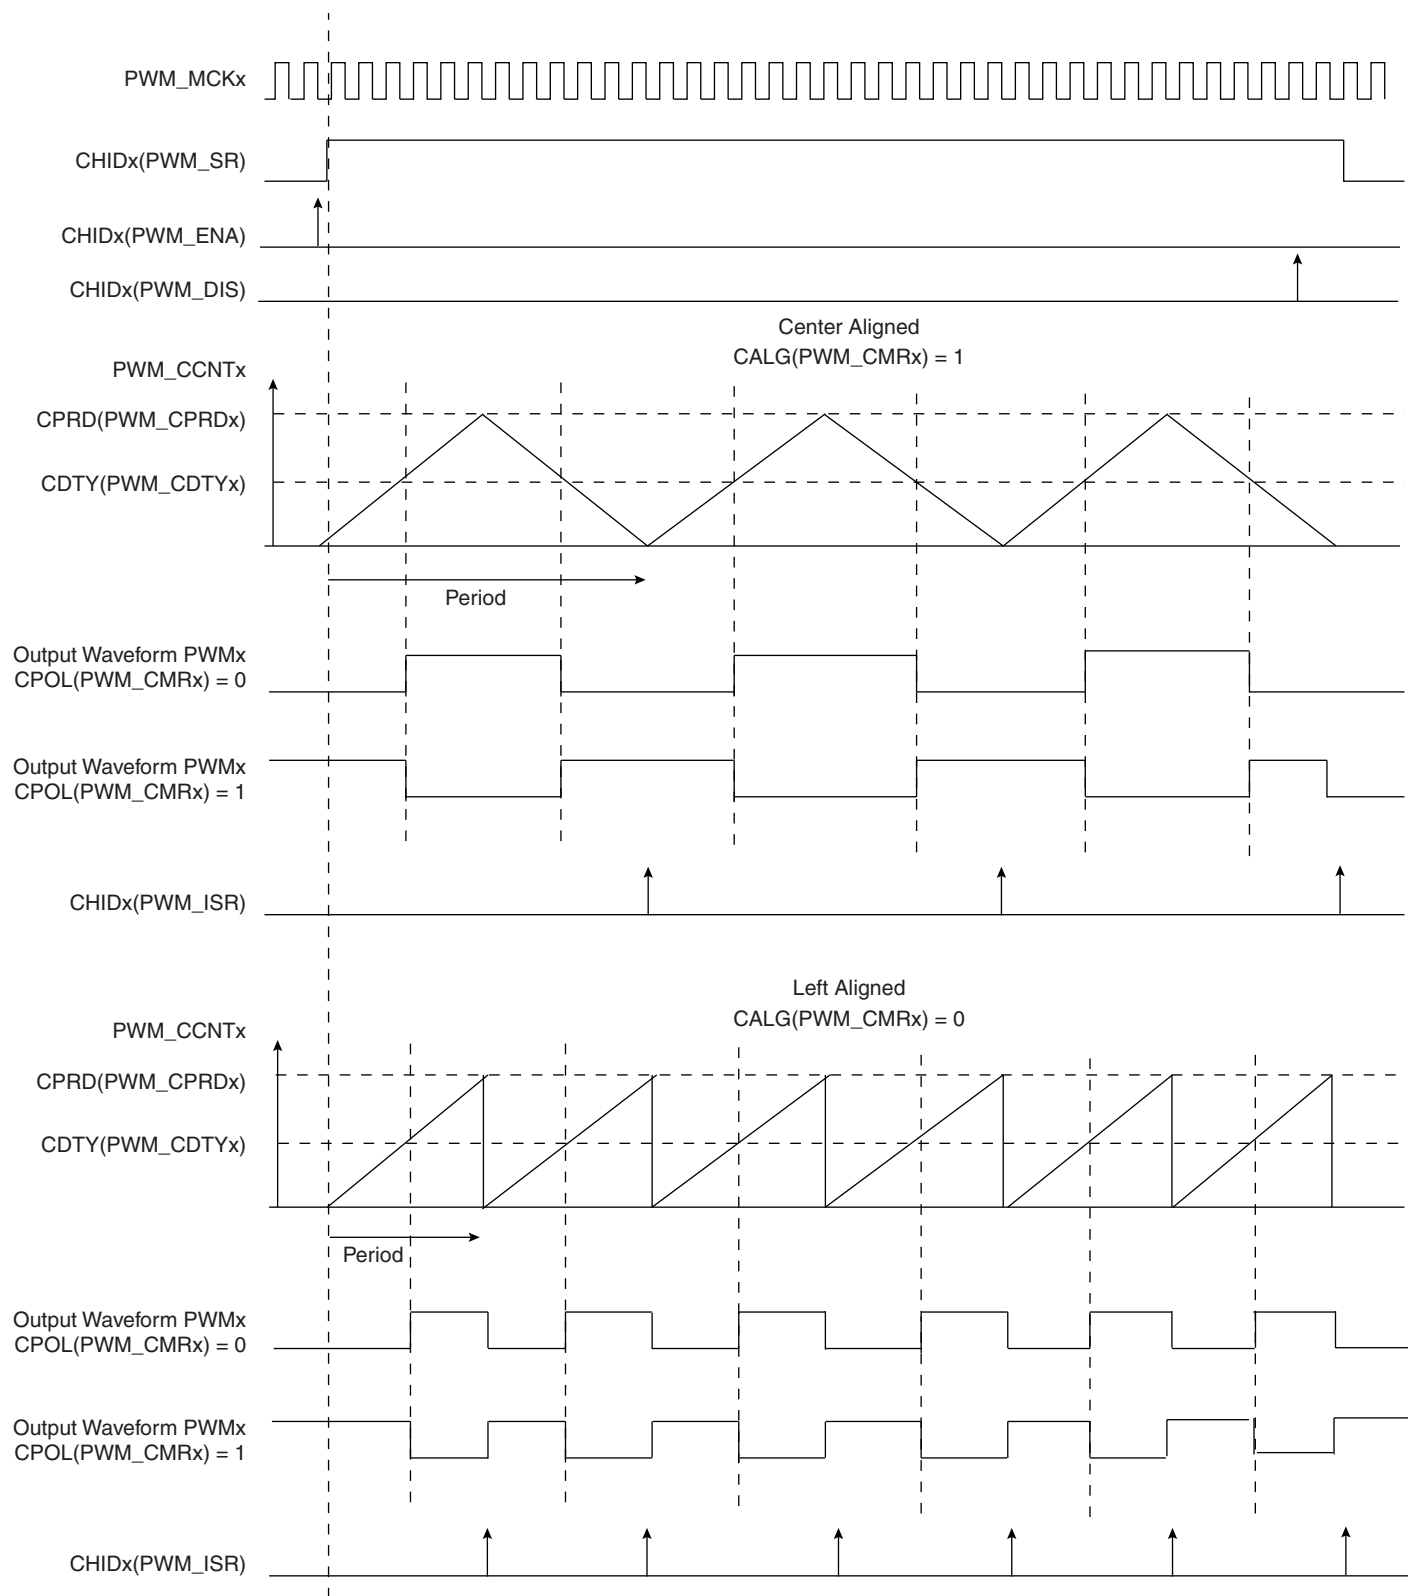 PWM_MCKx
CHIDx(PWM_SR)
CHIDx(PWM_ENA)
CHIDx(PWM_DIS)
Center Aligned
CALG(PWM_CMRx) = 1
PWM_CCNTx
CPRD(PWM_CPRDx)
CDTY(PWM_CDTYx)
Period
Output Waveform PWMx
CPOL(PWM_CMRx) = 0
Output Waveform PWMx
CPOL(PWM_CMRx) = 1
CHIDx(PWM_ISR)
Left Aligned
CALG(PWM_CMRx) = 0
PWM_CCNTx
CPRD(PWM_CPRDx)
CDTY(PWM_CDTYx)
Period
Output Waveform PWMx
CPOL(PWM_CMRx) = 0
Output Waveform PWMx
CPOL(PWM_CMRx) = 1
CHIDx(PWM_ISR)